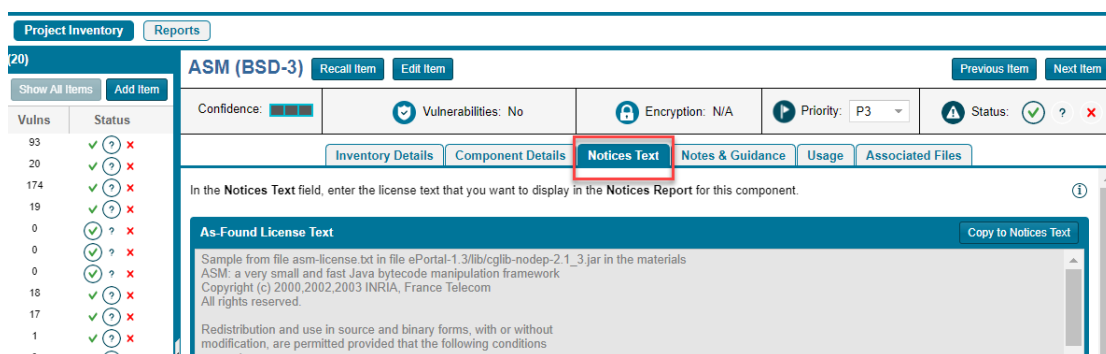 Project Inventory Reports
(20)
Show All Items Add Item
Vulns Status
93 ?
20 ?
174 ?
19 ?
0 ?
0 ?
0 ?
18 ?
17 ?
1 ?
ASM (BSD-3) Recall Item Edit Item Previous Item Next Item
Confidence: Vulnerabilities: No Encryption: N/A Priority: P3 Status: ?
Inventory Details Component Details Notices Text Notes & Guidance Usage Associated Files
In the Notices Text field, enter the license text that you want to display in the Notices Report for this component.
As-Found License Text Copy to Notices Text
Sample from file asm-license.txt in file ePortal-1.3/lib/cglib-nodep-2.1_3.jar in the materials
ASM: a very small and fast Java bytecode manipulation framework
Copyright (c) 2000,2002,2003 INRIA, France Telecom
All rights reserved.
Redistribution and use in source and binary forms, with or without
modification, are permitted provided that the following conditions